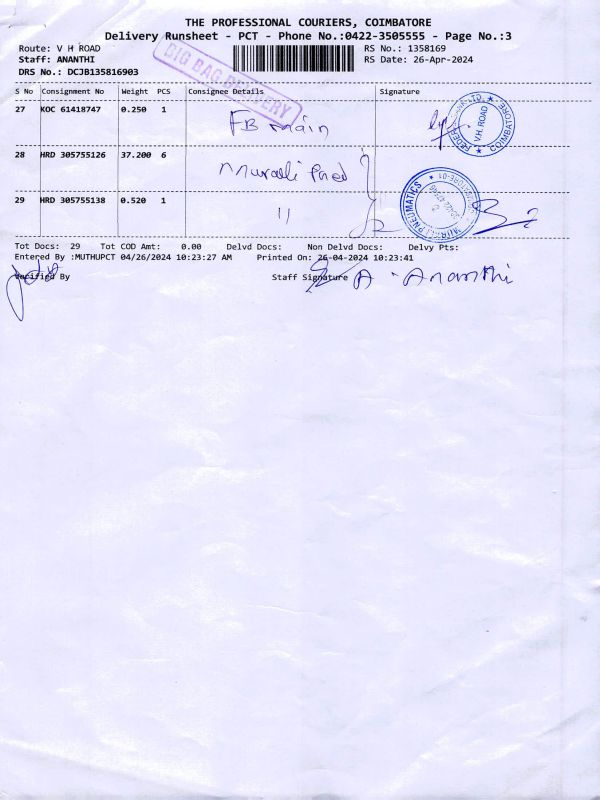 THE PROFESSIONAL COURIERS, COIMBATORE
Delivery Runsheet - PCT - Phone No.:0422-3505555 - Page No.:3
Route: V H ROAD RS No.: 1358169
Staff: ANANTHI RS Date: 26-Apr-2024
DRS No.: DCJB135816903
BIG BAG DELIVERY
S No Consignment No Weight PCS Consignee Details Signature
27 KOC 61418747 0.250 1 FB main
V.H. ROAD
COIMBATORE
28 HRD 305755126 37.200 6 Muralli
29 HRD 305755138 0.520 1 11
PNEUMATICS
Tot Docs: 29 Tot COD Amt: 0.00 Delvd Docs: Non Delvd Docs: Delvy Pts:
Entered By :MUTHUPCT 04/26/2024 10:23:27 AM Printed On: 26-04-2024 10:23:41
Verified By Staff Signature A. Ananthi